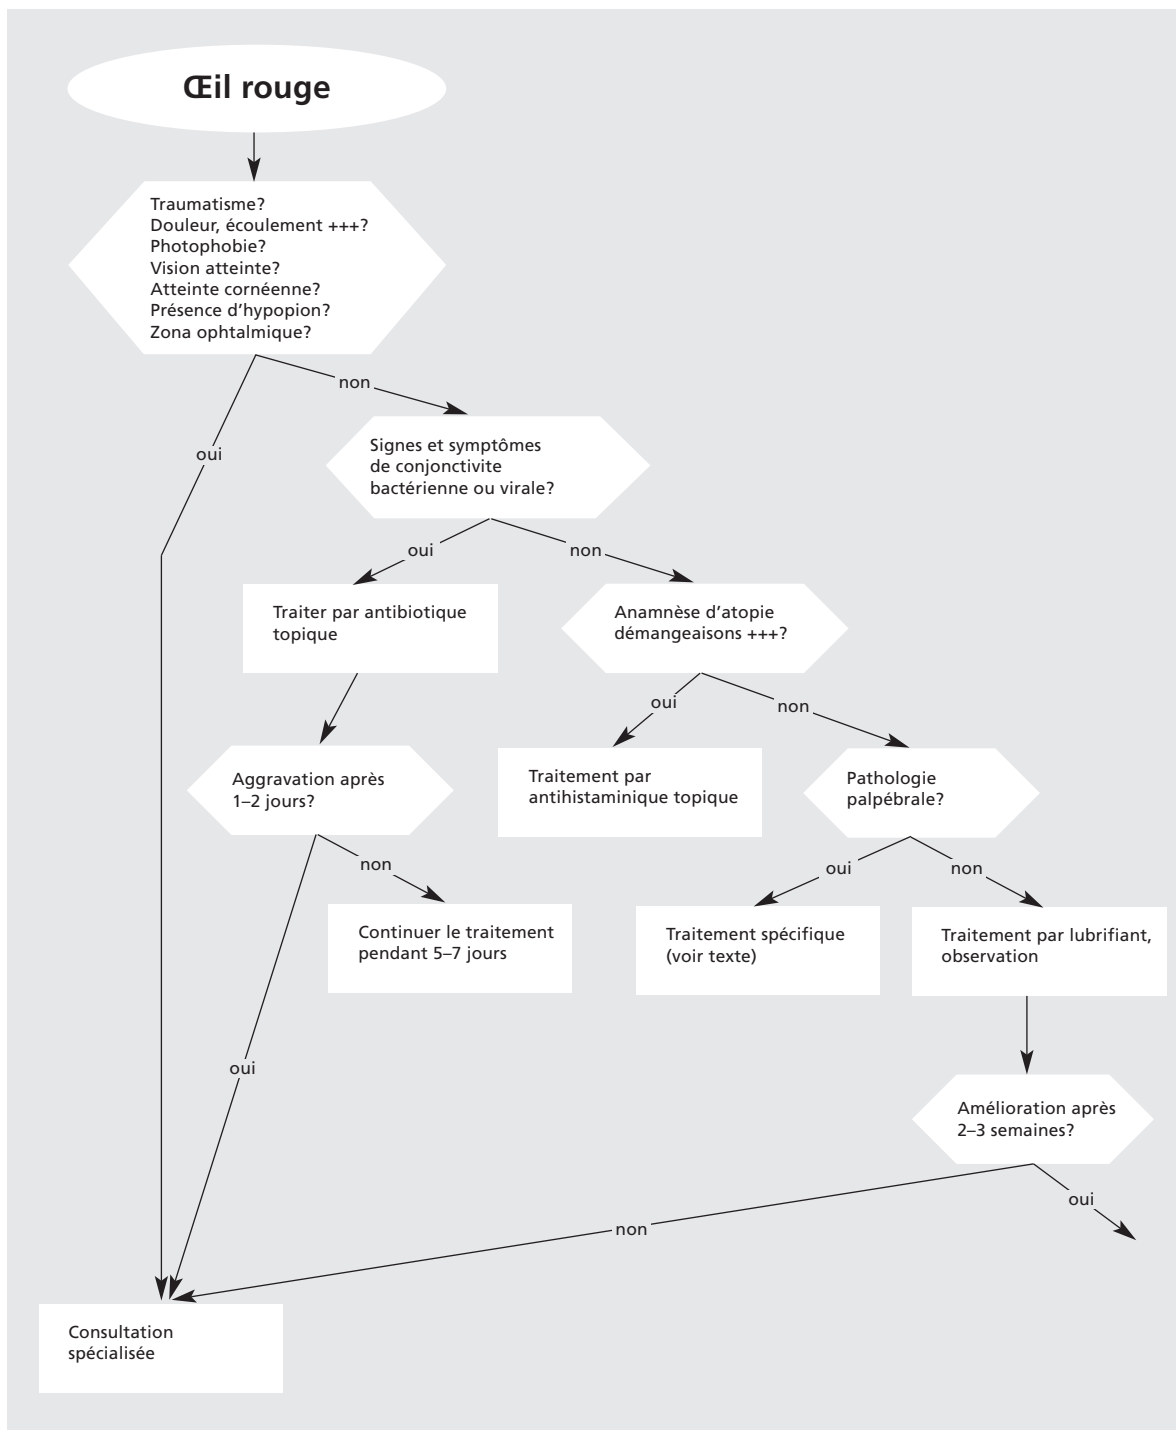 Œil rouge
Traumatisme?
Douleur, écoulement +++?
Photophobie?
Vision atteinte?
Atteinte cornéenne?
Présence d'hypopion?
Zona ophtalmique?
non
oui
Signes et symptômes
de conjonctivite
bactérienne ou virale?
oui
non
Traiter par antibiotique
topique
Anamnèse d'atopie
démangeaisons +++?
oui
non
Aggravation après
1–2 jours?
Traitement par
antihistaminique topique
Pathologie
palpébrale?
non
oui
non
Continuer le traitement
pendant 5–7 jours
Traitement spécifique
(voir texte)
Traitement par lubrifiant,
observation
oui
Amélioration après
2–3 semaines?
oui
non
Consultation
spécialisée